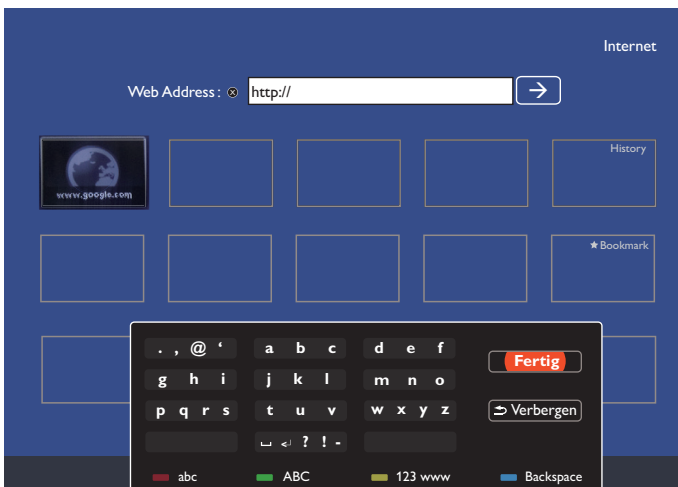 Internet
Web Address : http://
www.google.com
History
Bookmark
. , @ ‘ a b c d e f
Fertig
g h i j k l m n o
p q r s t u v w x y z
Verbergen
? ! -
abc ABC 123 www Backspace